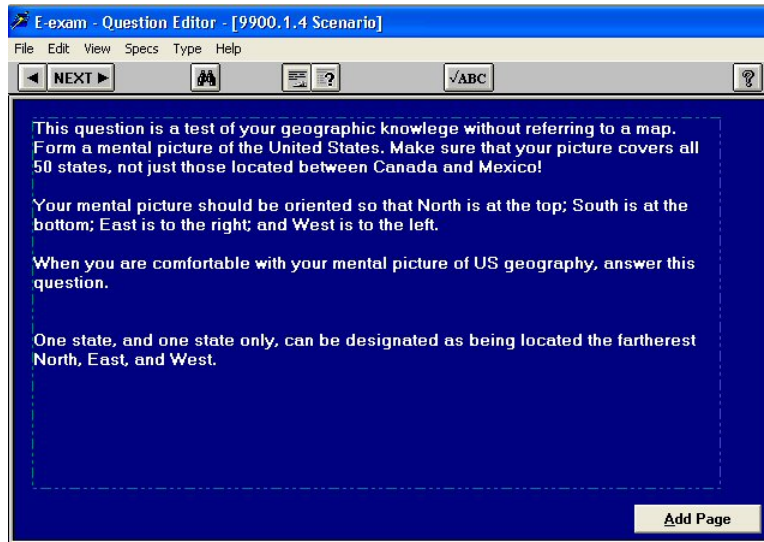 E-exam - Question Editor - [9900.1.4 Scenario]
File Edit View Specs Type Help
◄ NEXT ► ? √ABC ?
This question is a test of your geographic knowlege without referring to a map.
Form a mental picture of the United States. Make sure that your picture covers all
50 states, not just those located between Canada and Mexico!
Your mental picture should be oriented so that North is at the top; South is at the
bottom; East is to the right; and West is to the left.
When you are comfortable with your mental picture of US geography, answer this
question.
One state, and one state only, can be designated as being located the fartherest
North, East, and West.
Add Page